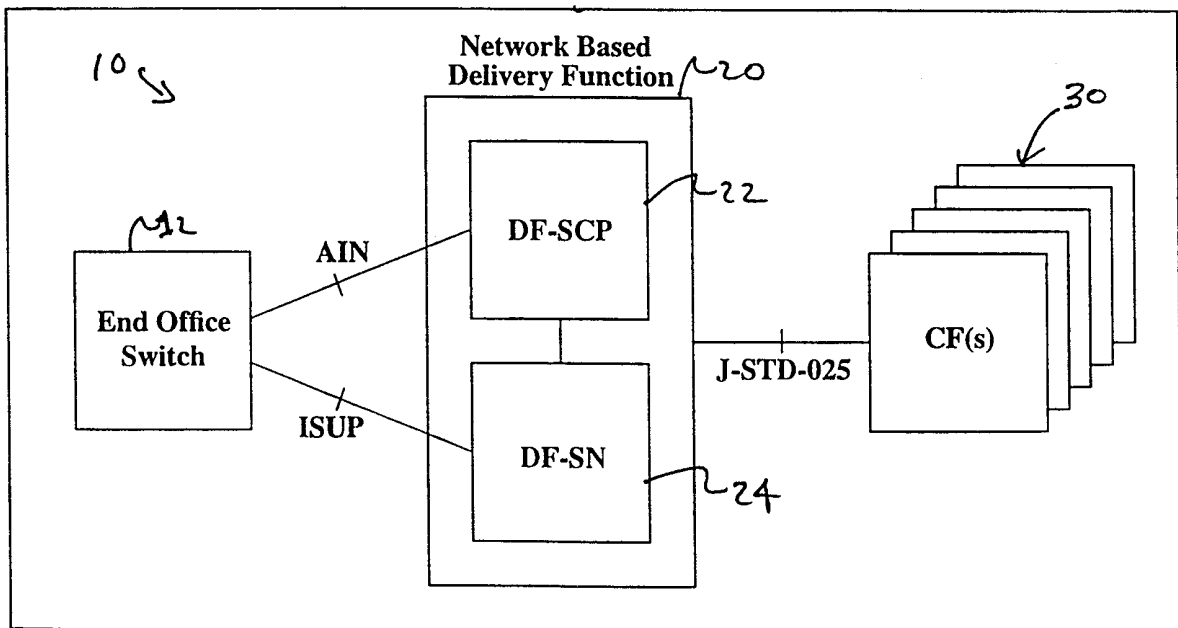 10
Network Based
Delivery Function
20
30
DF-SCP
22
12
AIN
End Office
Switch
CF(s)
J-STD-025
ISUP
DF-SN
24